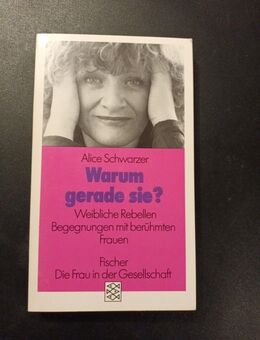 Alice Schwarzer
Warum
gerade sie?
Weibliche Rebellen
Begegnungen mit berühmten
Frauen
Fischer
Die Frau in der Gesellschaft